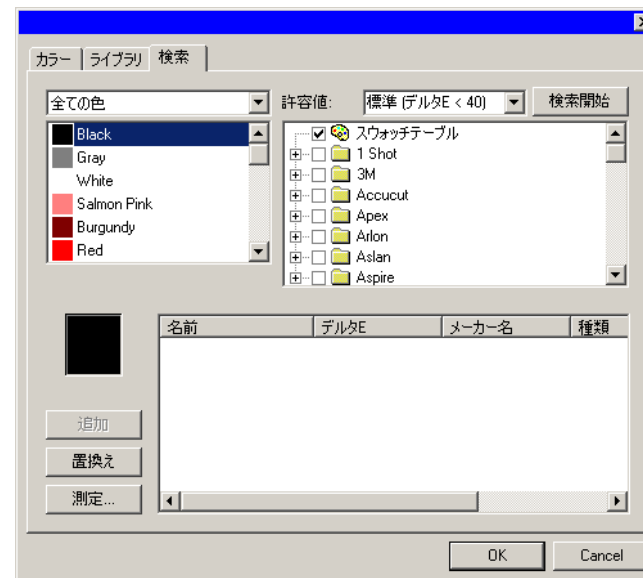 カラー ライブラリ 検索
全ての色 許容値: 標準 (デルタE < 40) 検索開始
Black
Gray
White
Salmon Pink
Burgundy
Red
スウォッチテーブル
1 Shot
3M
Accucut
Apex
Arlon
Aslan
Aspire
名前 デルタE メーカー名 種類
追加
置換え
測定...
OK Cancel